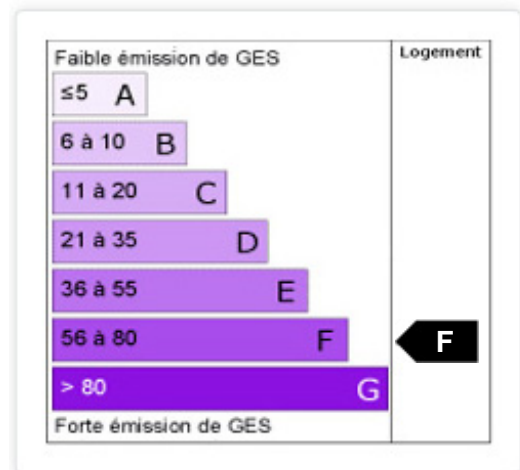 Faible émission de GES
Logement
≤5 A
6 à 10 B
11 à 20 C
21 à 35 D
36 à 55 E
56 à 80 F
F
> 80 G
Forte émission de GES